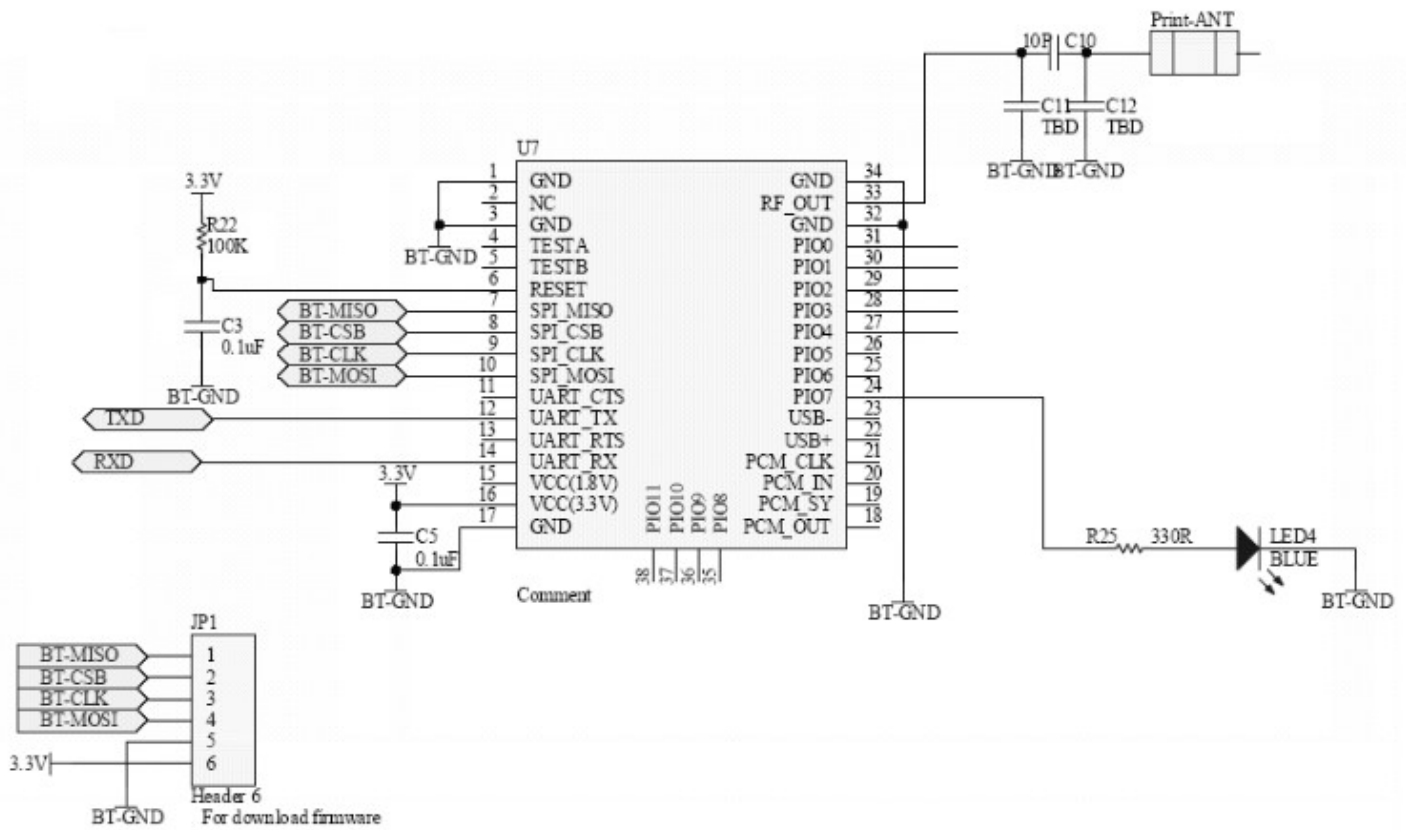 Print-ANT
10P C10
C11 C12
TBD TBD
BT-GND BT-GND
U7
3.3V
R22
100K
C3
0.1uF
BT-GND
BT-GND
1 GND
2 NC
3 GND
4 TESTA
5 TESTB
6 RESET
BT-MISO 7 SPI_MISO
BT-CSB 8 SPI_CSB
BT-CLK 9 SPI_CLK
BT-MOSI 10 SPI_MOSI
11 UART_CTS
TXD 12 UART_TX
13 UART_RTS
RXD 14 UART_RX
15 VCC(1.8V)
16 VCC(3.3V)
17 GND
3.3V
C5
0.1uF
BT-GND
GND 34
RF_OUT 33
GND 32
PIO0 31
PIO1 30
PIO2 29
PIO3 28
PIO4 27
PIO5 26
PIO6 25
PIO7 24
USB- 23
USB+ 22
PCM_CLK 21
PCM_IN 20
PCM_SY 19
PCM_OUT 18
PIO11 PIO10 PIO9 PIO8
38 37 36 35
Comment
BT-GND
R25 330R
LED4
BLUE
BT-GND
JP1
BT-MISO 1
BT-CSB 2
BT-CLK 3
BT-MOSI 4
5
3.3V 6
Header 6
BT-GND
For download firmware